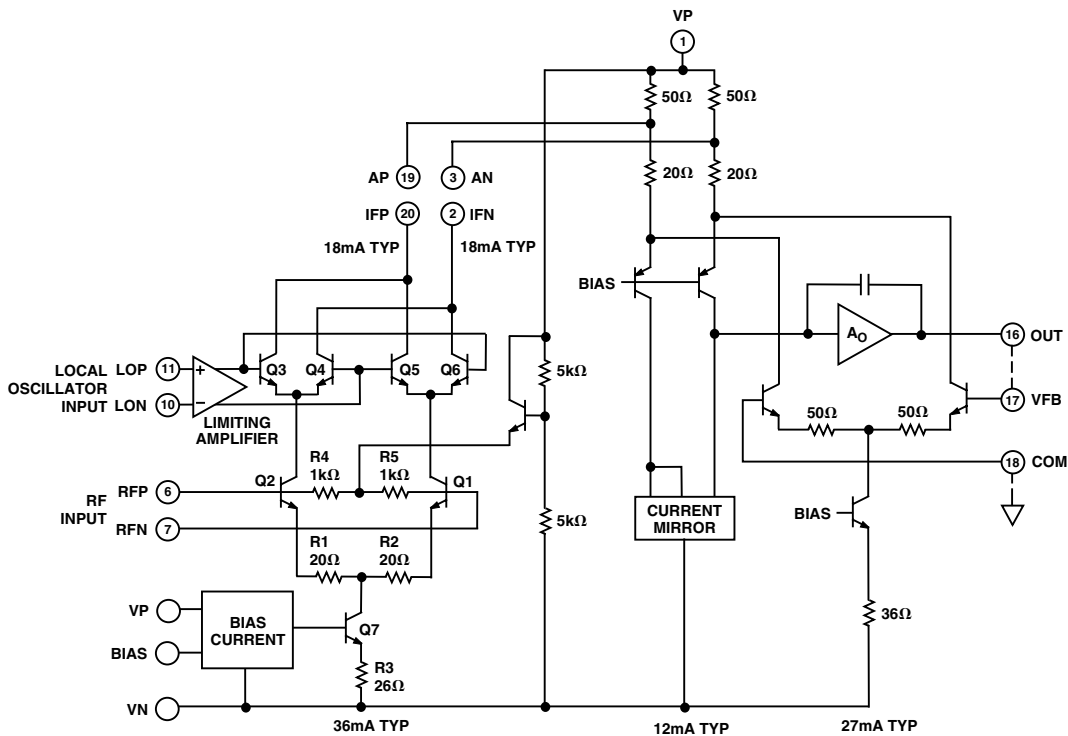 VP
1
50Ω
50Ω
AP 19
3 AN
20Ω
20Ω
IFP 20
2 IFN
18mA TYP
18mA TYP
BIAS
A_O
16 OUT
LOCAL
OSCILLATOR
INPUT
LOP 11
LON 10
+
−
LIMITING
AMPLIFIER
Q3
Q4
Q5
Q6
5kΩ
17 VFB
50Ω
50Ω
18 COM
R4
1kΩ
R5
1kΩ
Q2
Q1
RFP 6
RF
INPUT
RFN 7
CURRENT
MIRROR
BIAS
5kΩ
R1
20Ω
R2
20Ω
VP
BIAS
BIAS
CURRENT
Q7
36Ω
R3
26Ω
VN
36mA TYP
12mA TYP
27mA TYP